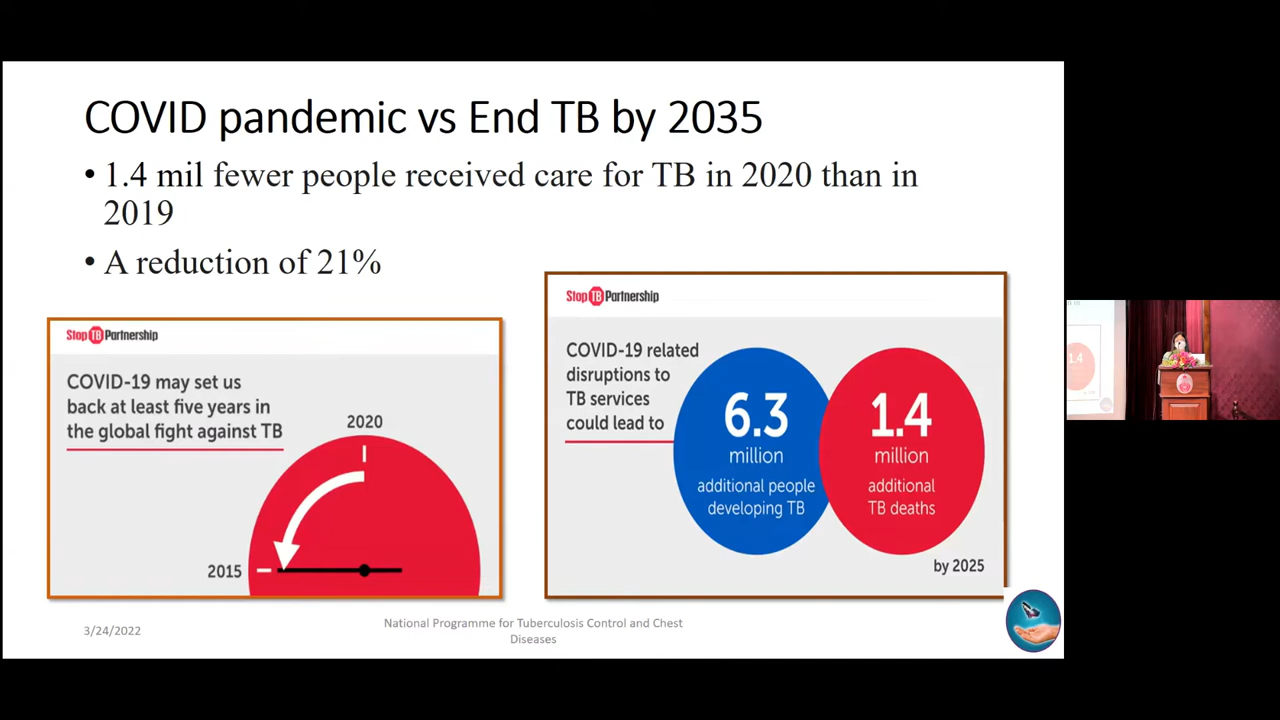 COVID pandemic vs End TB by 2035
• 1.4 mil fewer people received care for TB in 2020 than in
2019
• A reduction of 21%
Stop TB Partnership
COVID-19 may set us
back at least five years in
the global fight against TB
2020
2015
Stop TB Partnership
COVID-19 related
disruptions to
TB services
could lead to
6.3
million
additional people
developing TB
1.4
million
additional
TB deaths
by 2025
3/24/2022
National Programme for Tuberculosis Control and Chest
Diseases
1.4